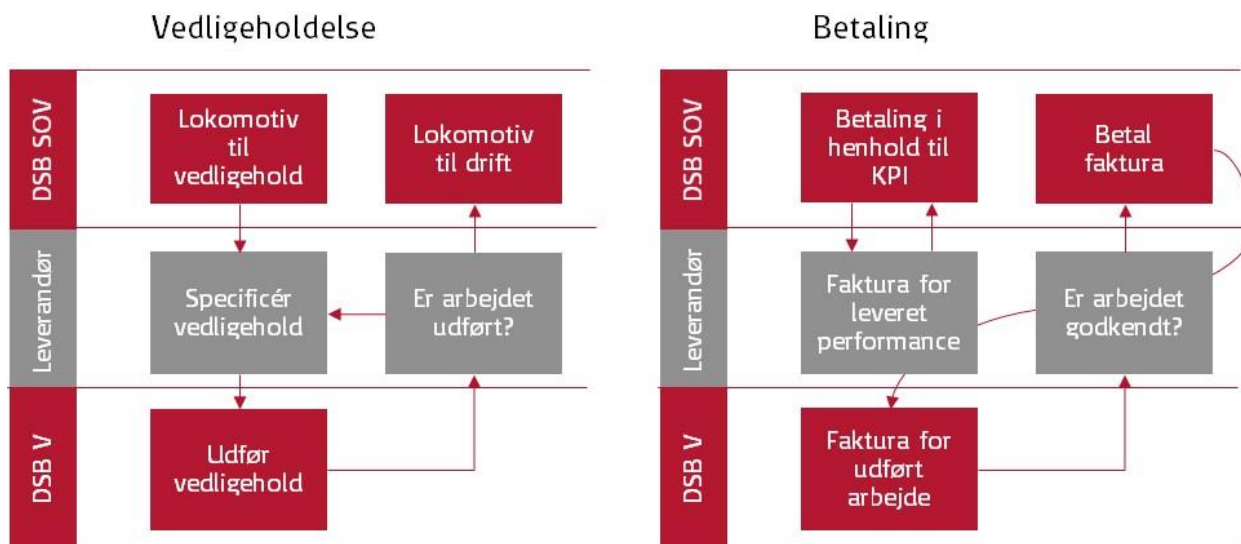 Vedligeholdelse
DSB SOV
Lokomotiv
til
vedligehold
Lokomotiv
til drift
Leverandør
Specificér
vedligehold
Er arbejdet
udført?
DSB V
Udfør
vedligehold
Betaling
DSB SOV
Betaling i
henhold til
KPI
Betal
faktura
Leverandør
Faktura for
leveret
performance
Er arbejdet
godkendt?
DSB V
Faktura for
udført
arbejde